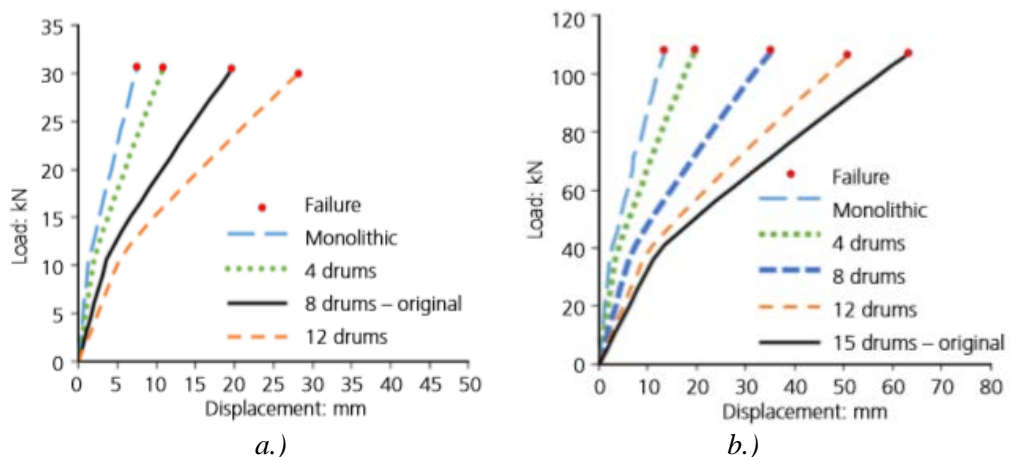 35
30
25
20
15
10
5
0
Load: kN
Failure
Monolithic
4 drums
8 drums – original
12 drums
0 5 10 15 20 25 30 35 40 45 50
Displacement: mm
a.)
120
100
80
60
40
20
0
Load: kN
Failure
Monolithic
4 drums
8 drums
12 drums
15 drums – original
0 10 20 30 40 50 60 70 80
Displacement: mm
b.)